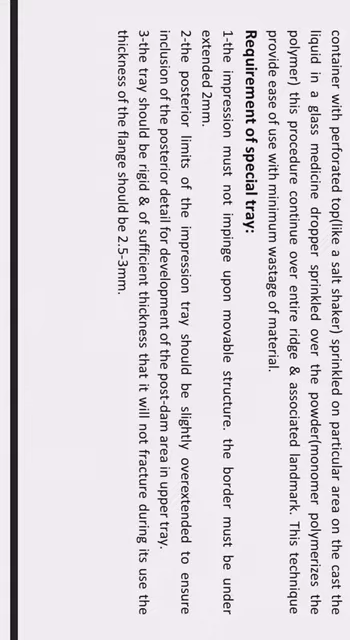 container with perforated top(like a salt shaker) sprinkled on particular area on the cast the
liquid in a glass medicine dropper sprinkled over the powder(monomer polymerizes the
polymer) this procedure continue over entire ridge & associated landmark. This technique
provide ease of use with minimum wastage of material.
Requirement of special tray:
1-the impression must not impinge upon movable structure. the border must be under
extended 2mm.
2-the posterior limits of the impression tray should be slightly overextended to ensure
inclusion of the posterior detail for development of the post-dam area in upper tray.
3-the tray should be rigid & of sufficient thickness that it will not fracture during its use the
thickness of the flange should be 2.5-3mm.